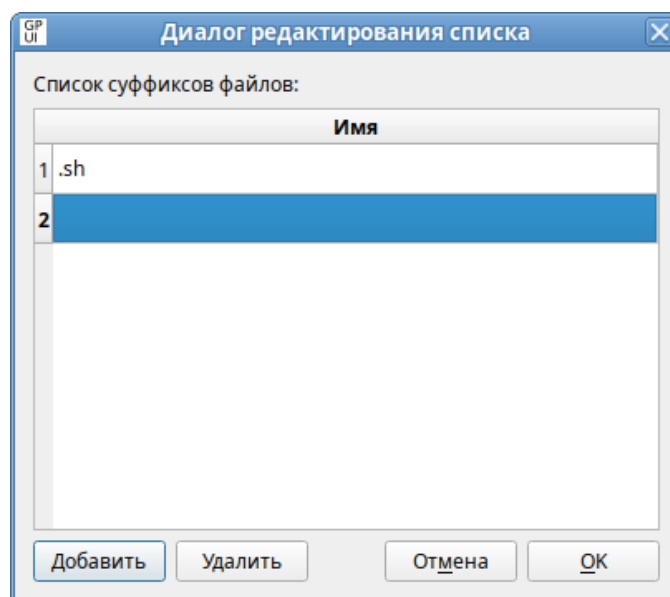 GP
UI
Диалог редактирования списка
Список суффиксов файлов:
Имя
1 .sh
2
Добавить Удалить Отмена OK